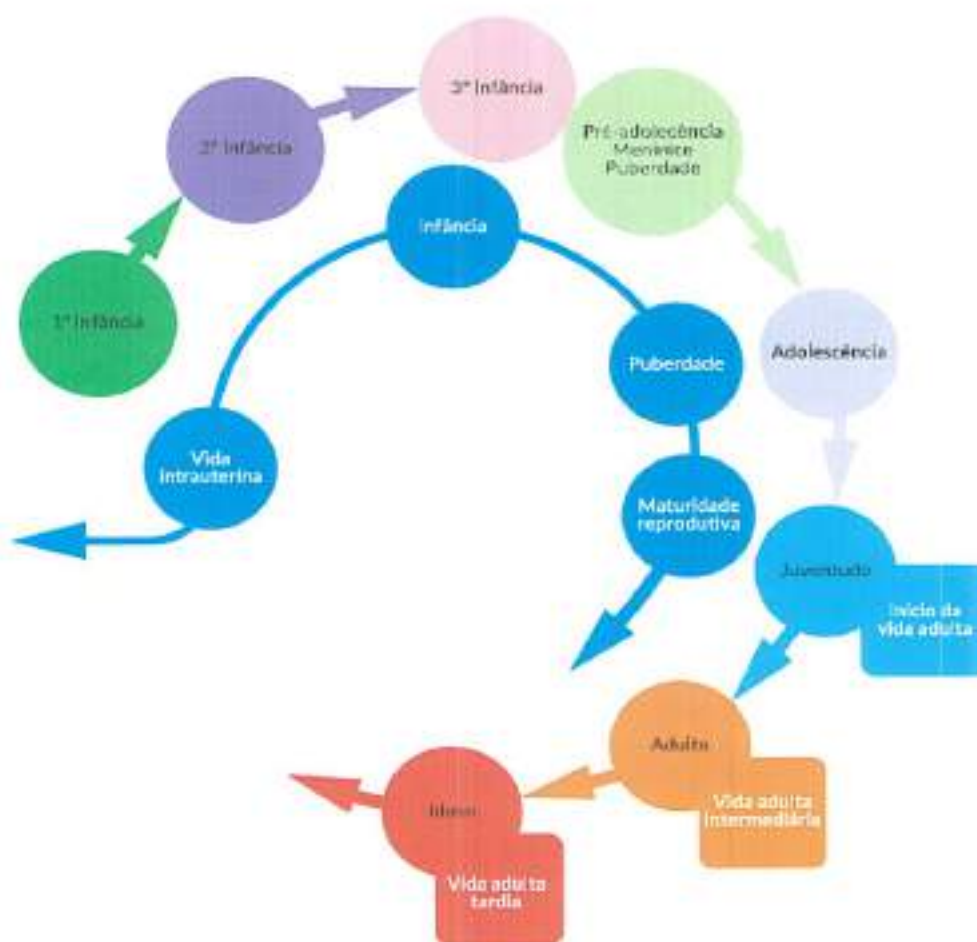 3ª Infância
2ª Infância
Pré-adolecência
Meninice
Puberdade
Infância
1ª Infância
Adolescência
Puberdade
Vida
intrauterina
Maturidade
reprodutiva
Juventude
Início da
vida adulta
Adulto
Vida adulta
intermediária
Idoso
Vida adulta
tardia